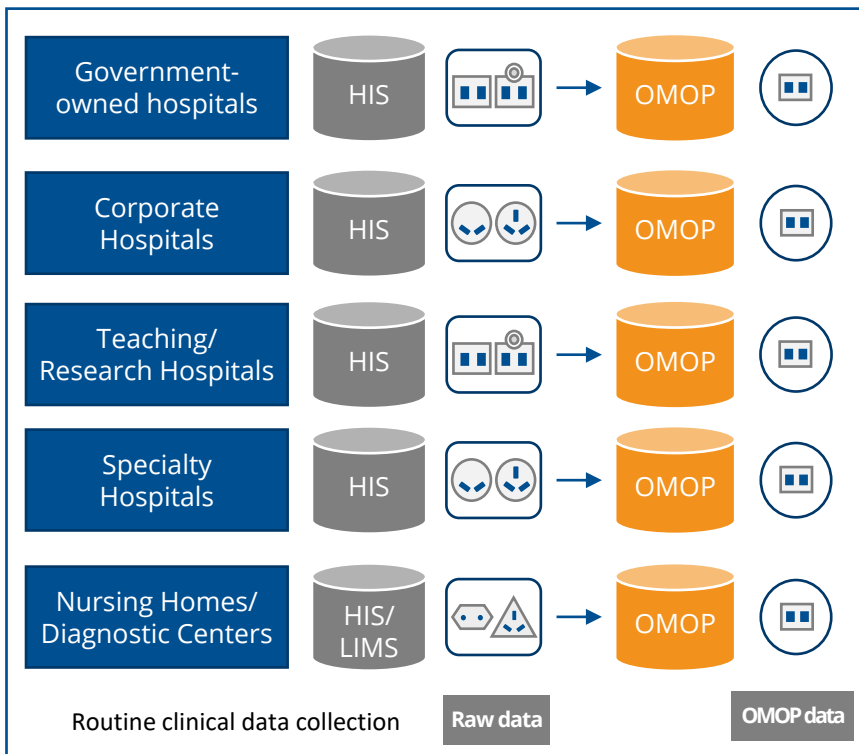 Government-
owned hospitals
HIS
OMOP
Corporate
Hospitals
HIS
OMOP
Teaching/
Research Hospitals
HIS
OMOP
Specialty
Hospitals
HIS
OMOP
Nursing Homes/
Diagnostic Centers
HIS/
LIMS
OMOP
Routine clinical data collection
Raw data
OMOP data